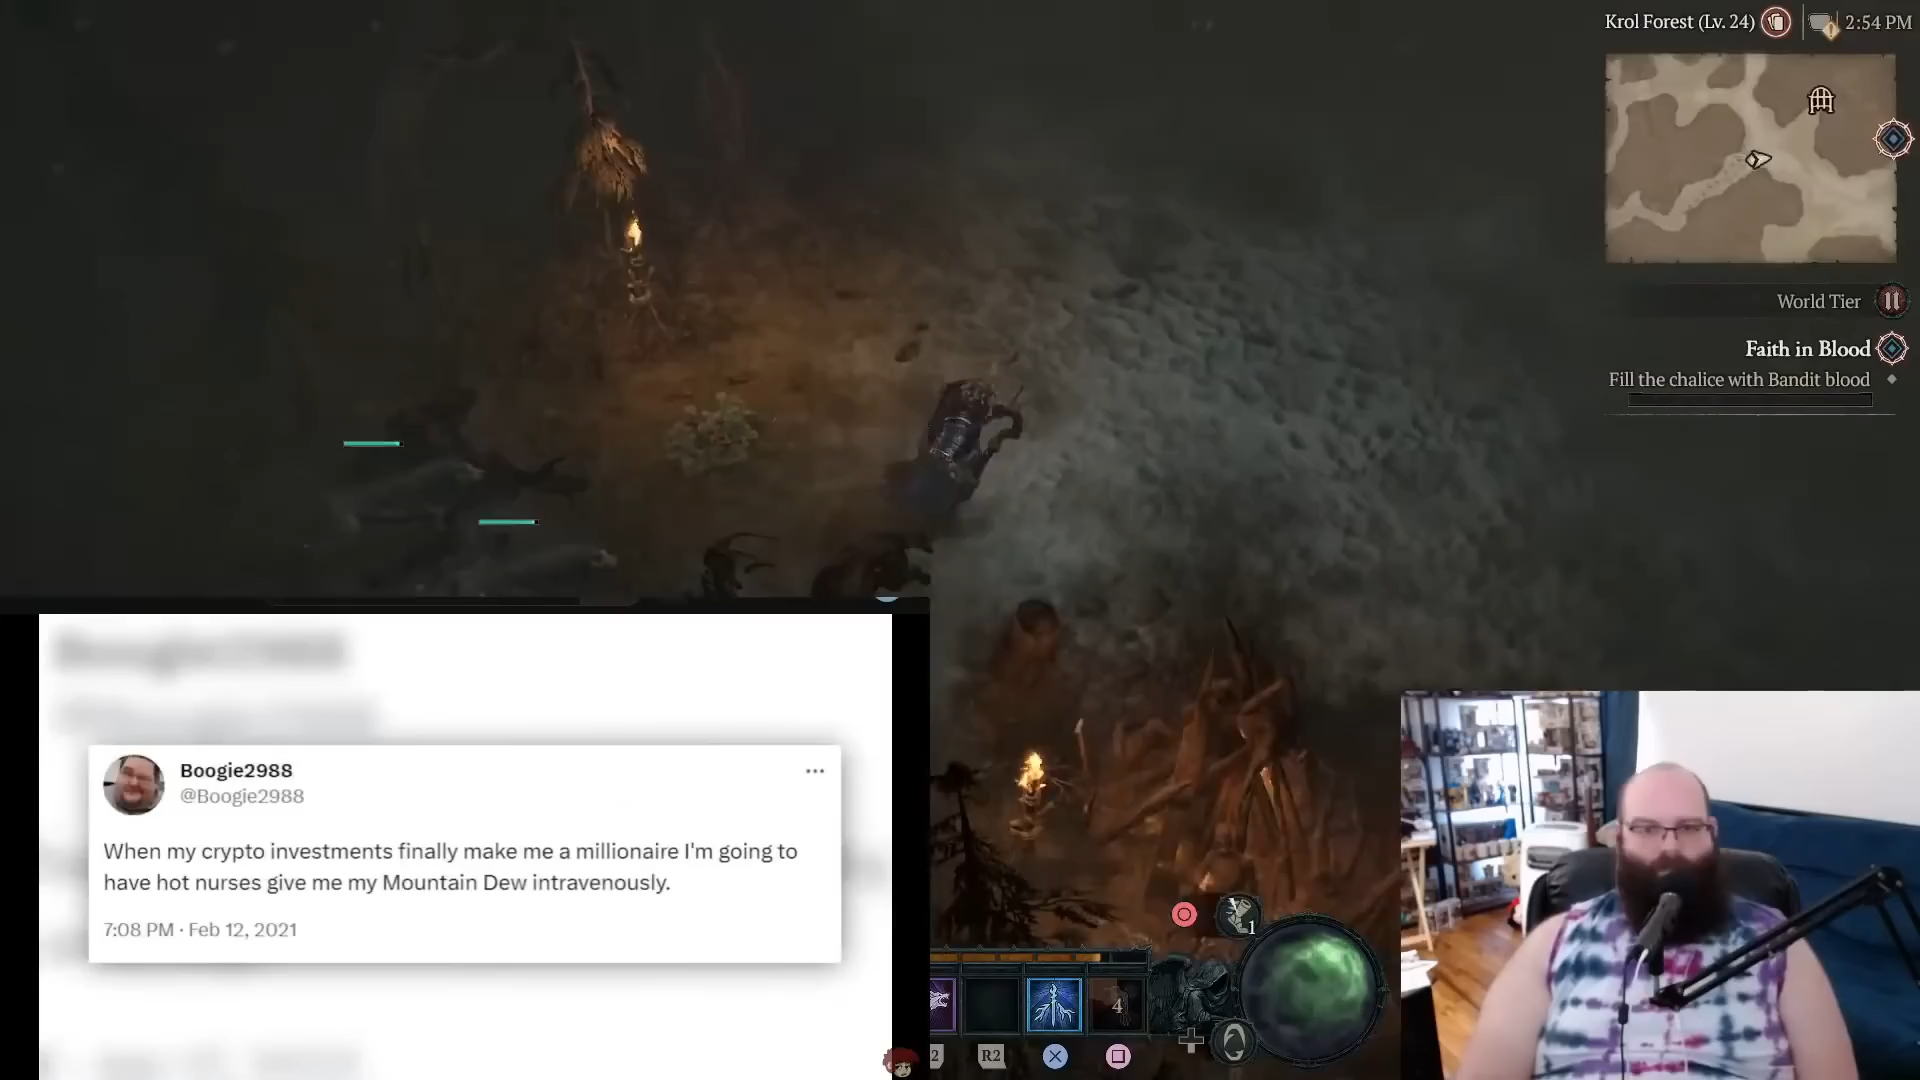 Krol Forest (Lv. 24)
2:54 PM
World Tier
Faith in Blood
Fill the chalice with Bandit blood
Boogie2988
@Boogie2988
When my crypto investments finally make me a millionaire I'm going to
have hot nurses give me my Mountain Dew intravenously.
7:08 PM · Feb 12, 2021
1
4
2
R2